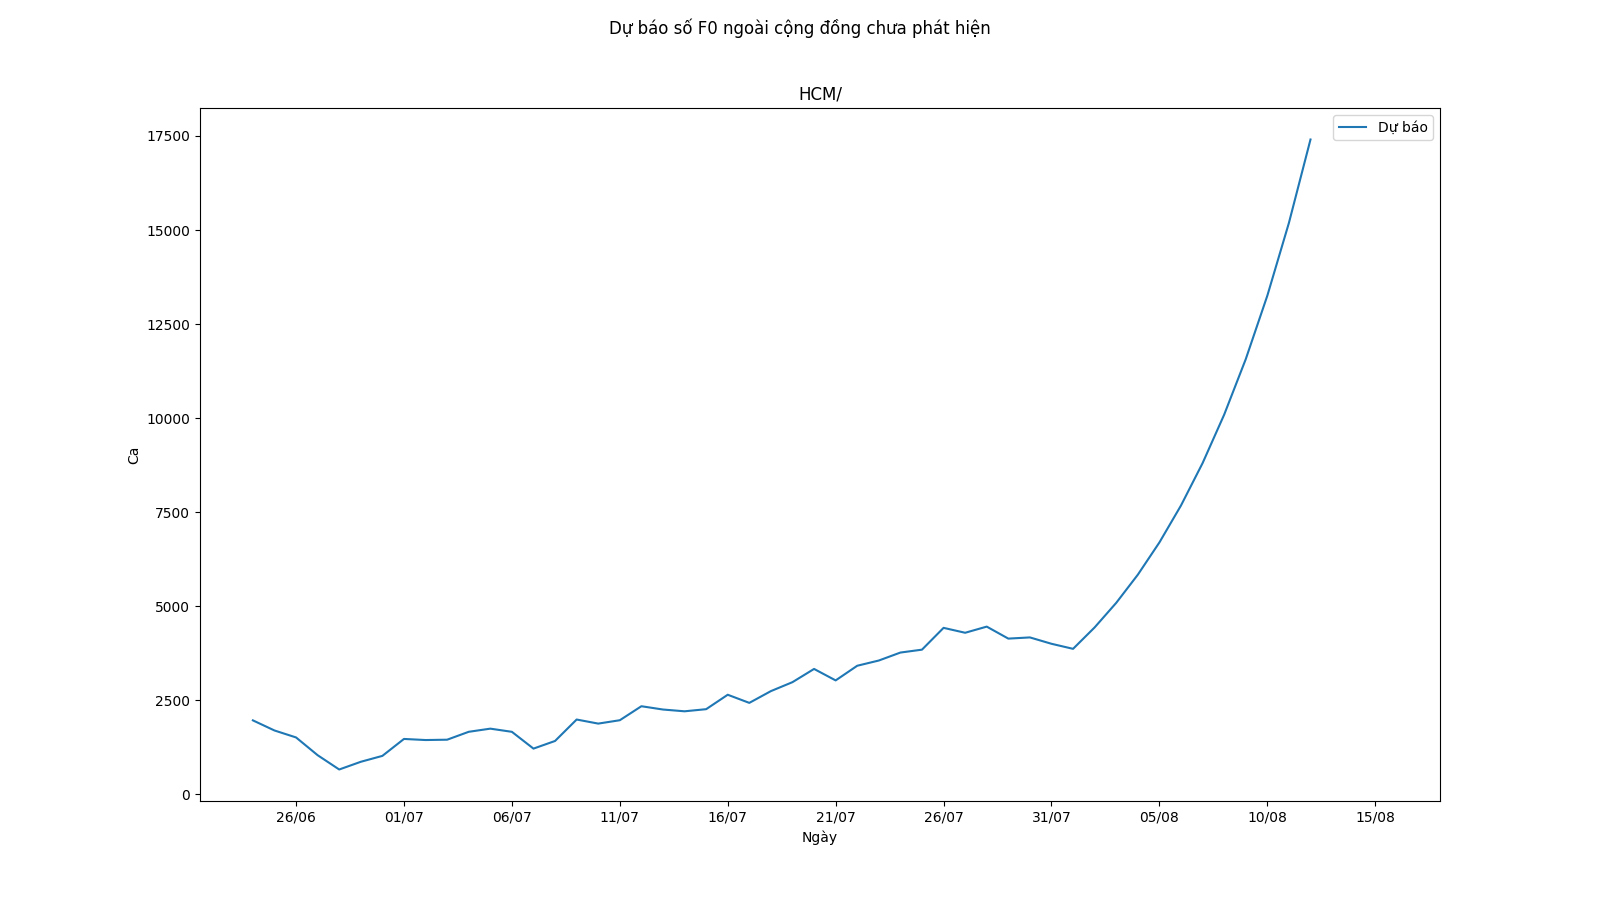 Dự báo số F0 ngoài cộng đồng chưa phát hiện
HCM/
Dự báo
17500
15000
12500
10000
7500
5000
2500
0
Ca
26/06 01/07 06/07 11/07 16/07 21/07 26/07 31/07 05/08 10/08 15/08
Ngày